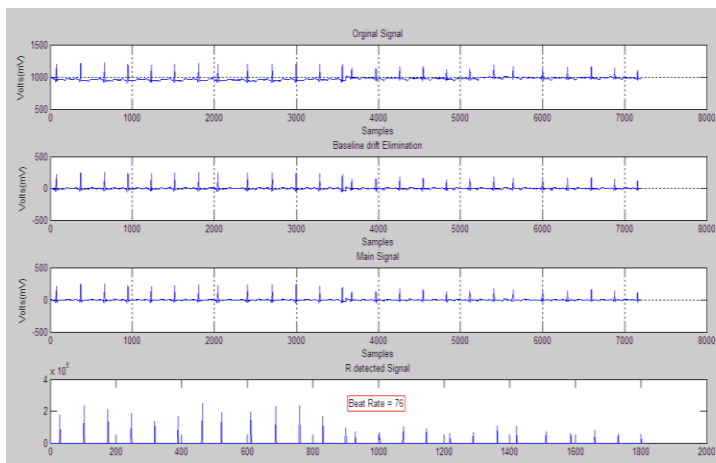 Orginal Signal
1500
1000
500
Volts(mV)
0 1000 2000 3000 4000 5000 6000 7000 8000
Samples
Baseline drift Elimination
500
0
-500
Volts(mV)
0 1000 2000 3000 4000 5000 6000 7000 8000
Samples
Main Signal
500
0
-500
Volts(mV)
0 1000 2000 3000 4000 5000 6000 7000 8000
Samples
R detected Signal
4
2
0
Beat Rate = 76
0 200 400 600 800 1000 1200 1400 1600 1800 2000